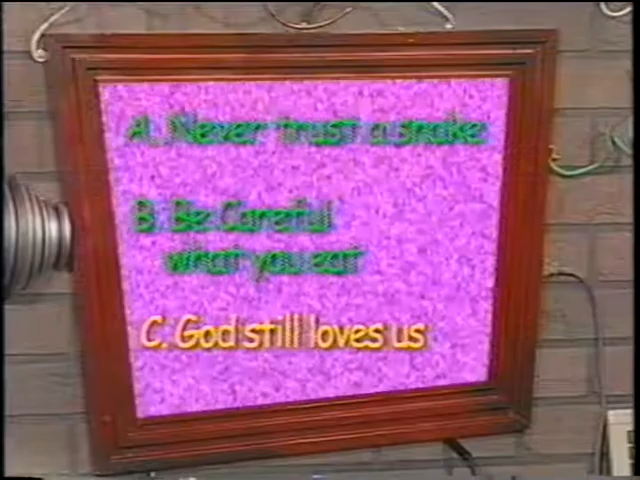 A. Never trust a snake
B. Be Careful
what you eat
C. God still loves us